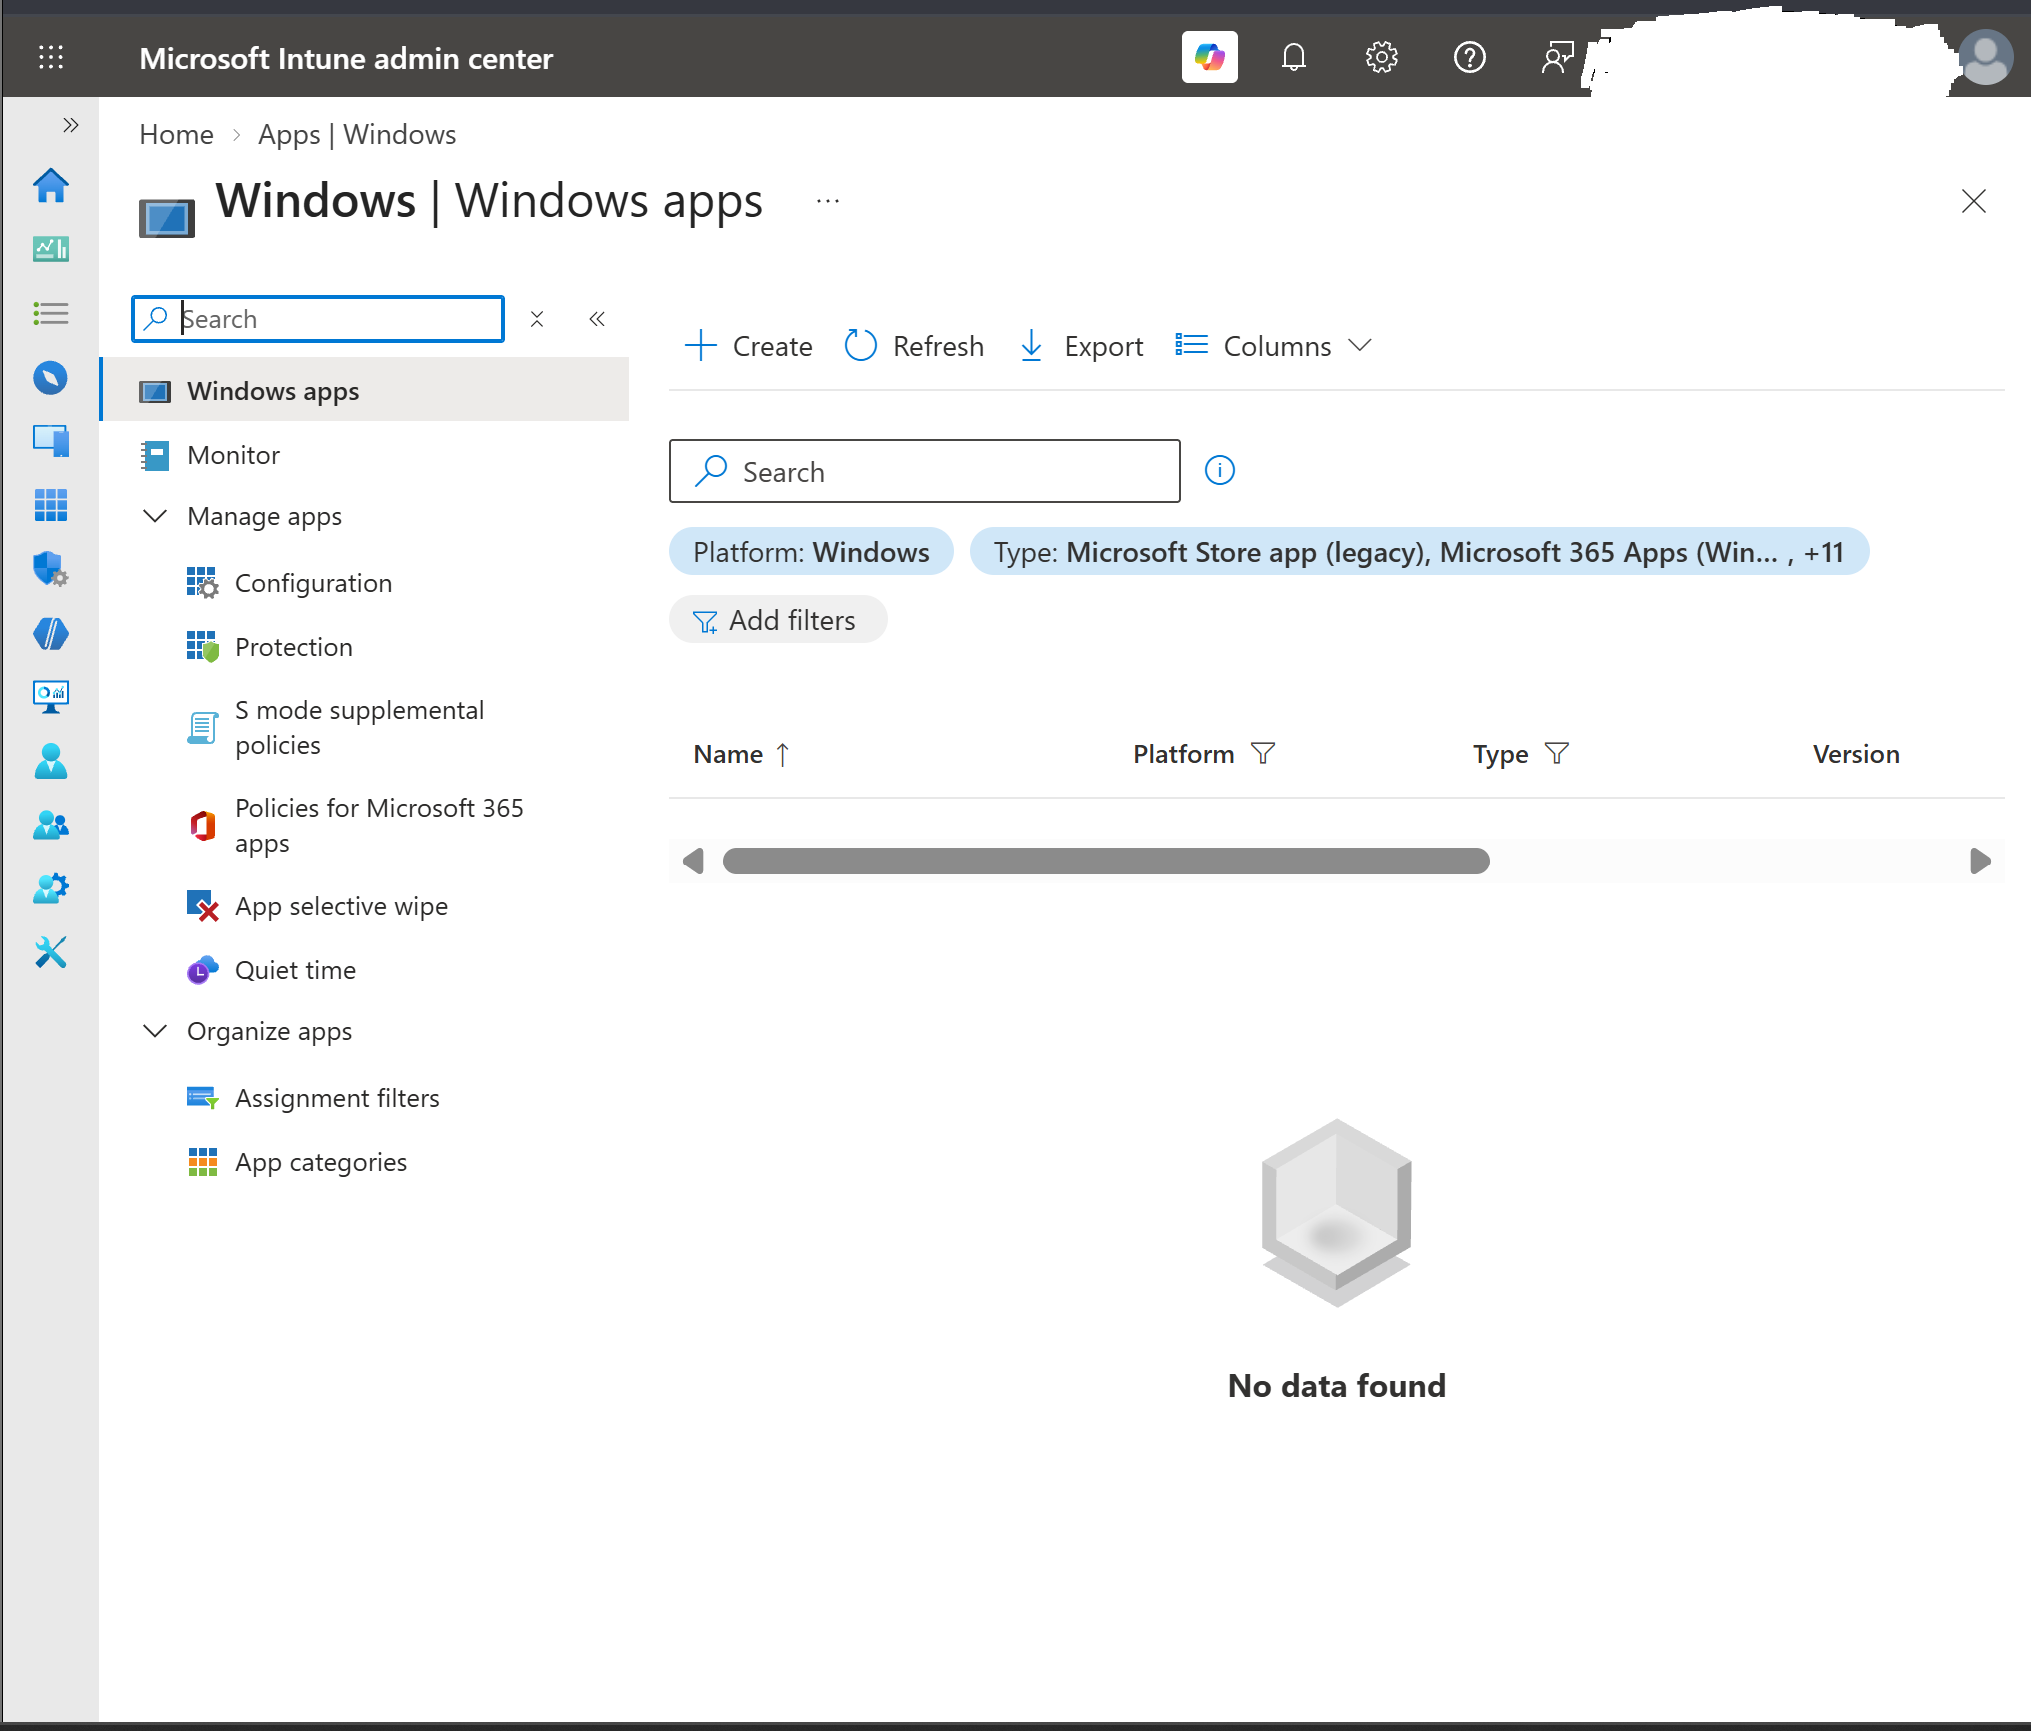 Microsoft Intune admin center
Home > Apps | Windows
Windows | Windows apps ...
Search
Windows apps
Monitor
Manage apps
Configuration
Protection
S mode supplemental
policies
Policies for Microsoft 365
apps
App selective wipe
Quiet time
Organize apps
Assignment filters
App categories
Create Refresh Export Columns
Search
Platform: Windows Type: Microsoft Store app (legacy), Microsoft 365 Apps (Win... , +11
Add filters
Name ↑ Platform Type Version
No data found